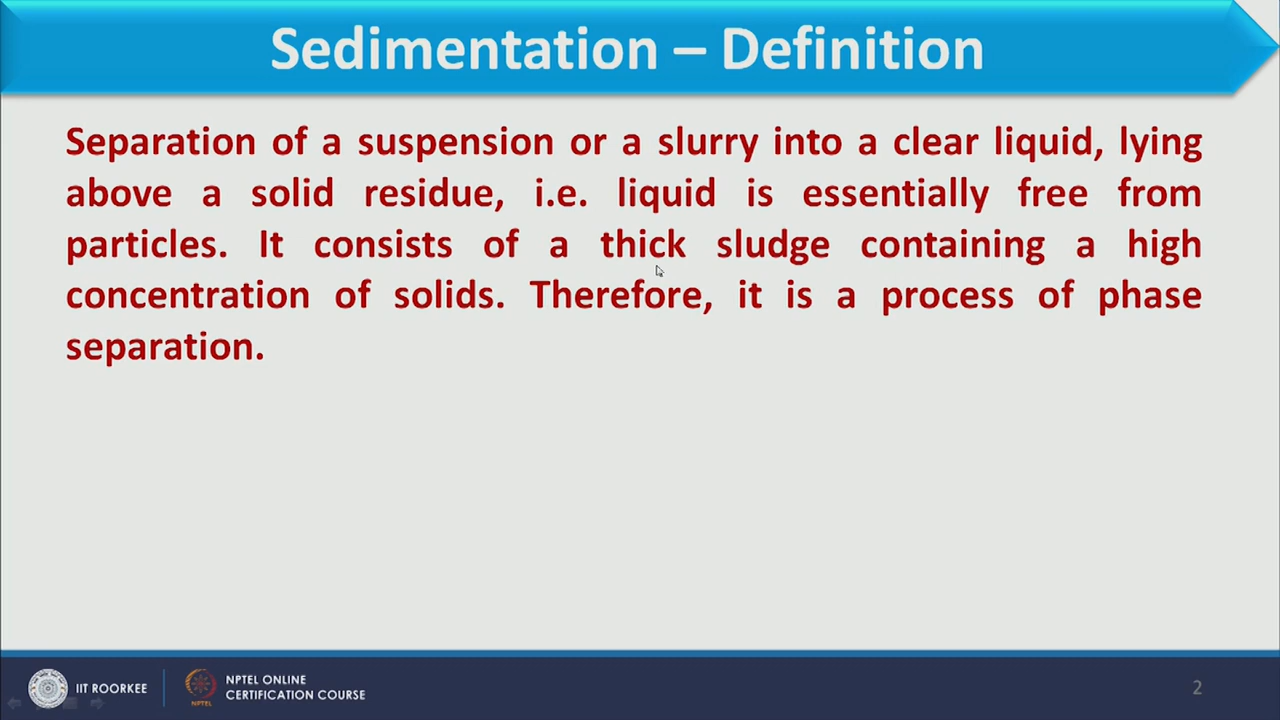 Sedimentation – Definition
Separation of a suspension or a slurry into a clear liquid, lying
above a solid residue, i.e. liquid is essentially free from
particles. It consists of a thick sludge containing a high
concentration of solids. Therefore, it is a process of phase
separation.
IIT ROORKEE
NPTEL ONLINE
CERTIFICATION COURSE
NPTEL
2